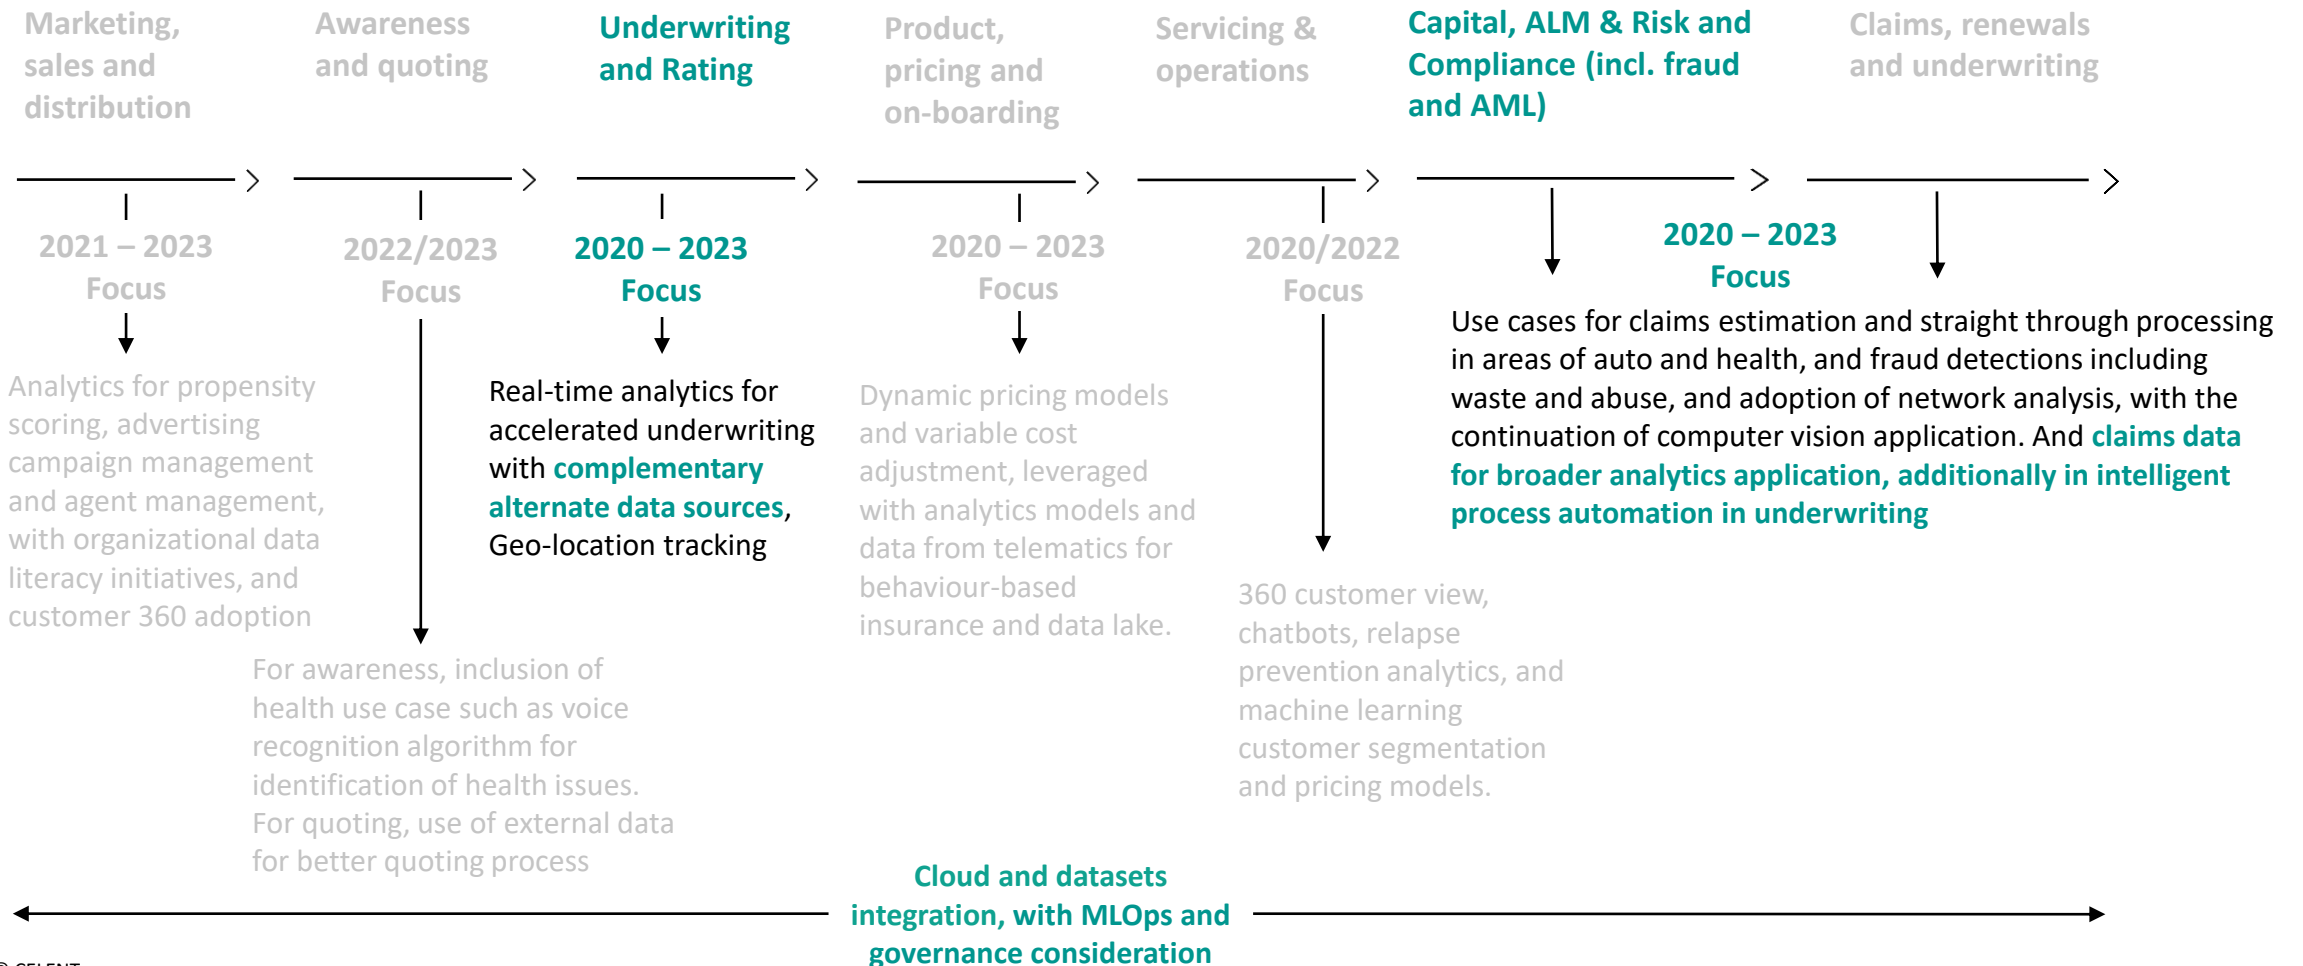 Marketing,
sales and
distribution
Awareness
and quoting
Underwriting
and Rating
Product,
pricing and
on-boarding
Servicing &
operations
Capital, ALM & Risk and
Compliance (incl. fraud
and AML)
Claims, renewals
and underwriting
2021 – 2023
Focus
2022/2023
Focus
2020 – 2023
Focus
2020 – 2023
Focus
2020/2022
Focus
2020 – 2023
Focus
Analytics for propensity
scoring, advertising
campaign management
and agent management,
with organizational data
literacy initiatives, and
customer 360 adoption
For awareness, inclusion of
health use case such as voice
recognition algorithm for
identification of health issues.
For quoting, use of external data
for better quoting process
Real-time analytics for
accelerated underwriting
with complementary
alternate data sources,
Geo-location tracking
Dynamic pricing models
and variable cost
adjustment, leveraged
with analytics models and
data from telematics for
behaviour-based
insurance and data lake.
360 customer view,
chatbots, relapse
prevention analytics, and
machine learning
customer segmentation
and pricing models.
Use cases for claims estimation and straight through processing
in areas of auto and health, and fraud detections including
waste and abuse, and adoption of network analysis, with the
continuation of computer vision application. And claims data
for broader analytics application, additionally in intelligent
process automation in underwriting
Cloud and datasets
integration, with MLOps and
governance consideration
© CELENT